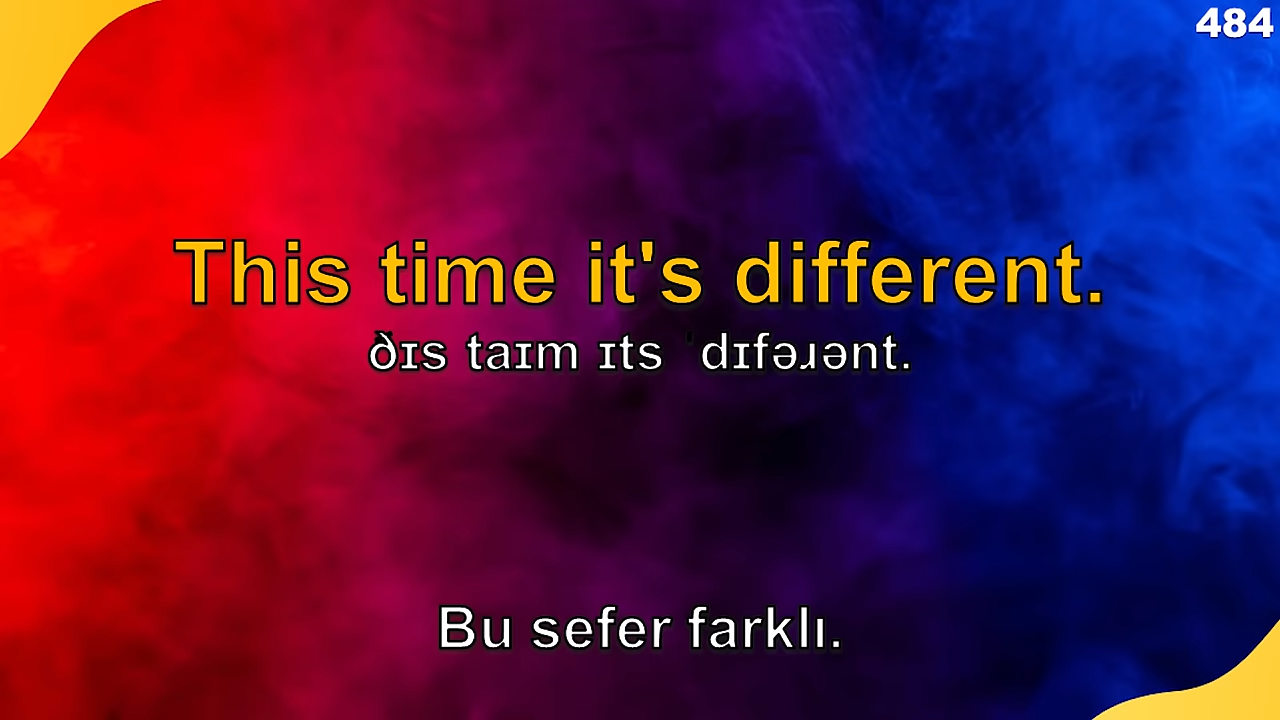 484
This time it's different.
ðɪs taɪm ɪts ˈdɪfəɹənt.
Bu sefer farklı.